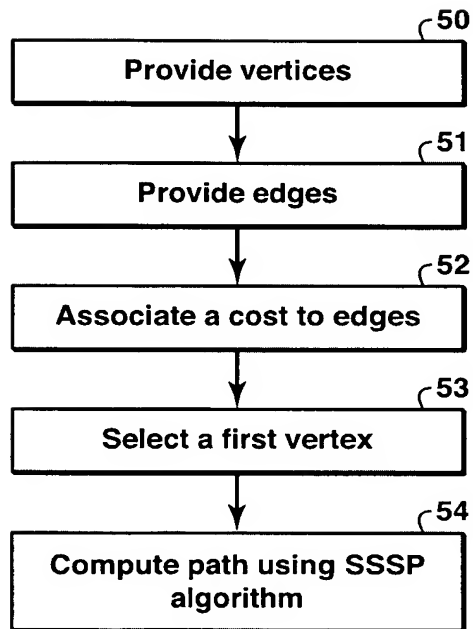 50
Provide vertices
51
Provide edges
52
Associate a cost to edges
53
Select a first vertex
54
Compute path using SSSP
algorithm